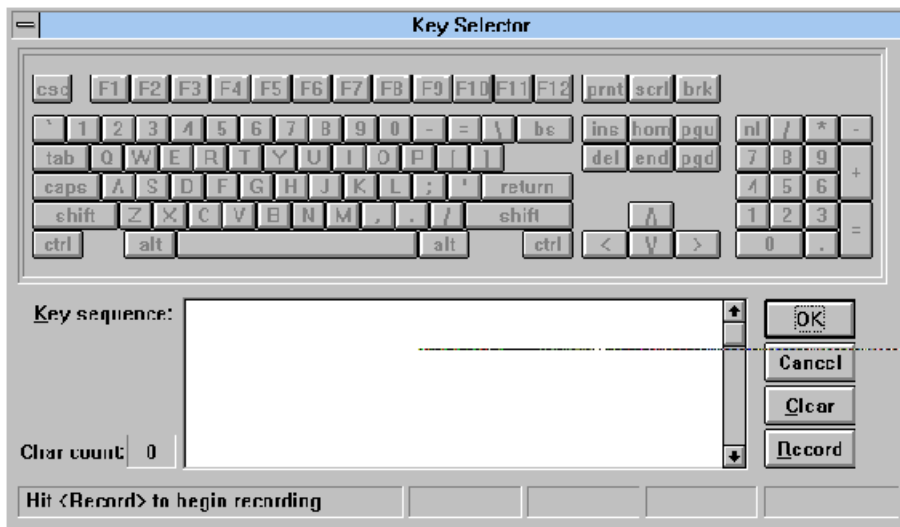 Key Selector
esc F1 F2 F3 F4 F5 F6 F7 F8 F9 F10 F11 F12 prnt scrl brk
` 1 2 3 4 5 6 7 8 9 0 - = \ bs ins hom pgu nl / * -
tab Q W E R T Y U I O P [ ] del end pgd 7 8 9 +
caps A S D F G H J K L ; ' return 4 5 6
shift Z X C V B N M , . / shift Λ 1 2 3 =
ctrl alt alt ctrl < V > 0 .
Key sequence: OK
Cancel
Clear
Char count: 0 Record
Hit <Record> to begin recording